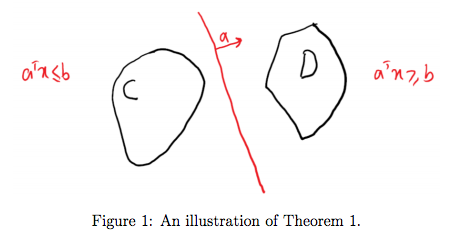 a
D
aᵀx≤b
C
aᵀx≥b
Figure 1: An illustration of Theorem 1.